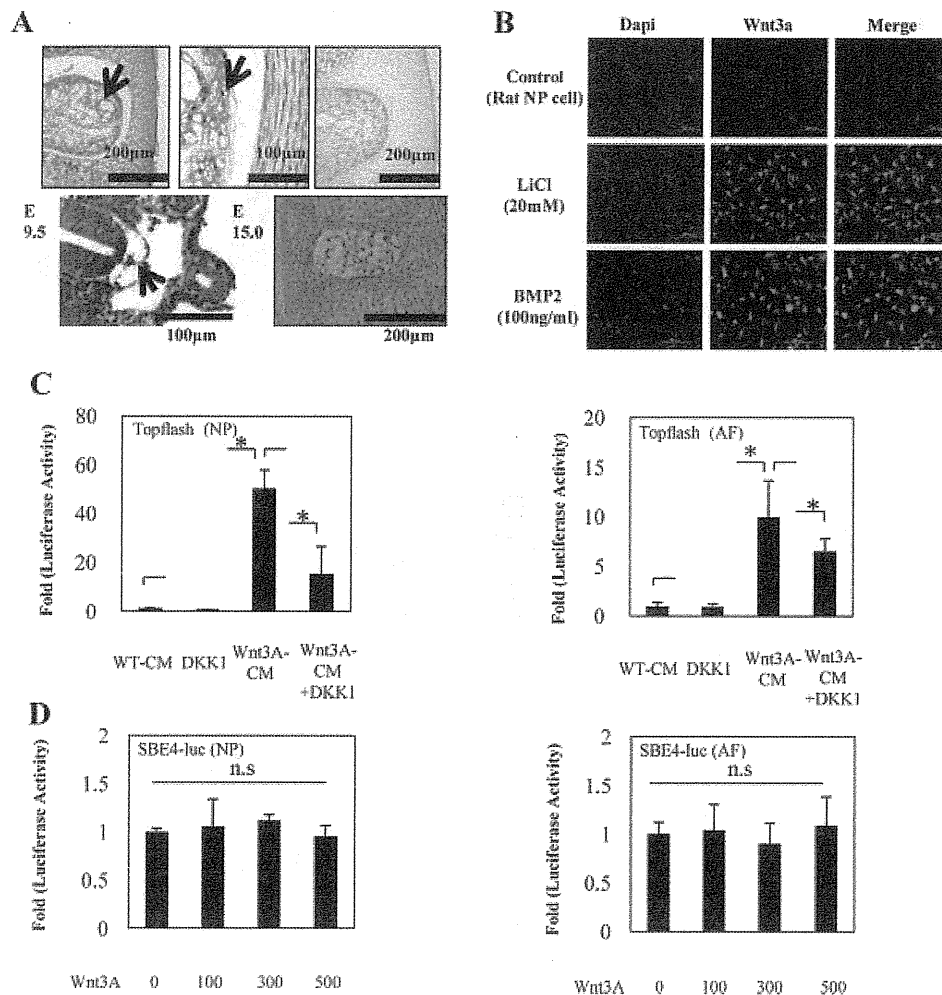 A
200μm
100μm
200μm
E
9.5
100μm
E
15.0
200μm
B
Dapi Wnt3a Merge
Control
(Rat NP cell)
LiCl
(20mM)
BMP2
(100ng/ml)
C
Fold (Luciferase Activity)
80
60
40
20
0
Topflash (NP)
*
*
WT-CM DKK1 Wnt3A-CM Wnt3A-CM +DKK1
Fold (Luciferase Activity)
20
15
10
5
0
Topflash (AF)
*
*
WT-CM DKK1 Wnt3A-CM Wnt3A-CM +DKK1
D
Fold (Luciferase Activity)
2
1.5
1
0.5
0
SBE4-luc (NP)
n.s
Wnt3A 0 100 300 500
Fold (Luciferase Activity)
2
1.5
1
0.5
0
SBE4-luc (AF)
n.s
Wnt3A 0 100 300 500